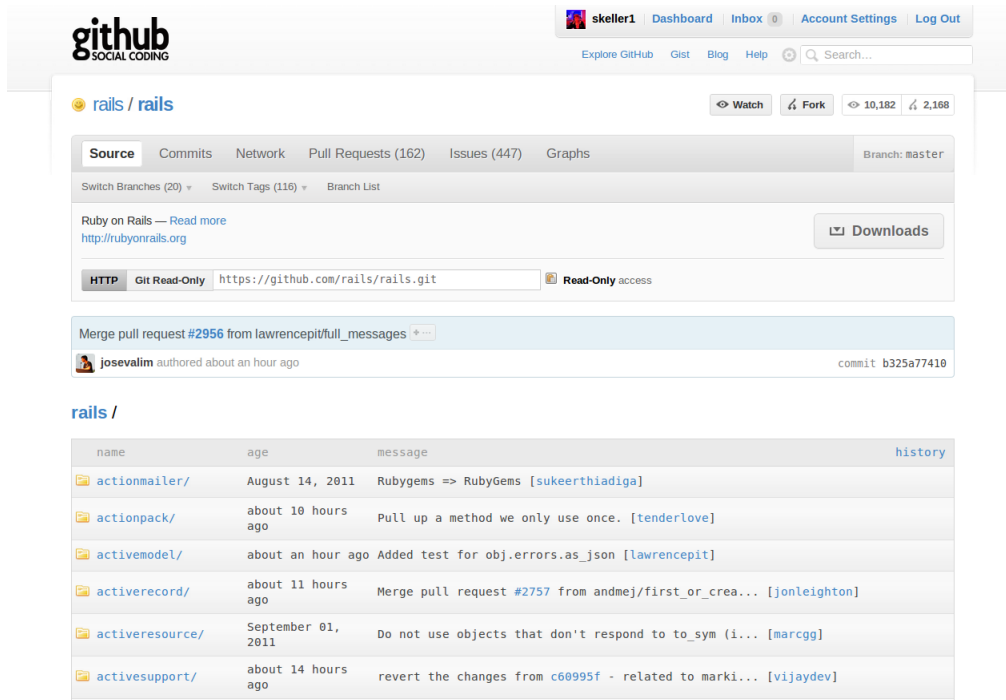 github
SOCIAL CODING
skeller1 Dashboard Inbox 0 Account Settings Log Out
Explore GitHub Gist Blog Help Search...
rails / rails
Watch Fork 10,182 2,168
Source Commits Network Pull Requests (162) Issues (447) Graphs Branch: master
Switch Branches (20) Switch Tags (116) Branch List
Ruby on Rails — Read more
http://rubyonrails.org
Downloads
HTTP Git Read-Only https://github.com/rails/rails.git Read-Only access
Merge pull request #2956 from lawrencepit/full_messages
josevalim authored about an hour ago commit b325a77410
rails /
name age message history
actionmailer/ August 14, 2011 Rubygems => RubyGems [sukeerthiadiga]
actionpack/ about 10 hours ago Pull up a method we only use once. [tenderlove]
activemodel/ about an hour ago Added test for obj.errors.as_json [lawrencepit]
activerecord/ about 11 hours ago Merge pull request #2757 from andmej/first_or_crea... [jonleighton]
activeresource/ September 01, 2011 Do not use objects that don't respond to to_sym (i... [marcgg]
activesupport/ about 14 hours ago revert the changes from c60995f - related to marki... [vijaydev]